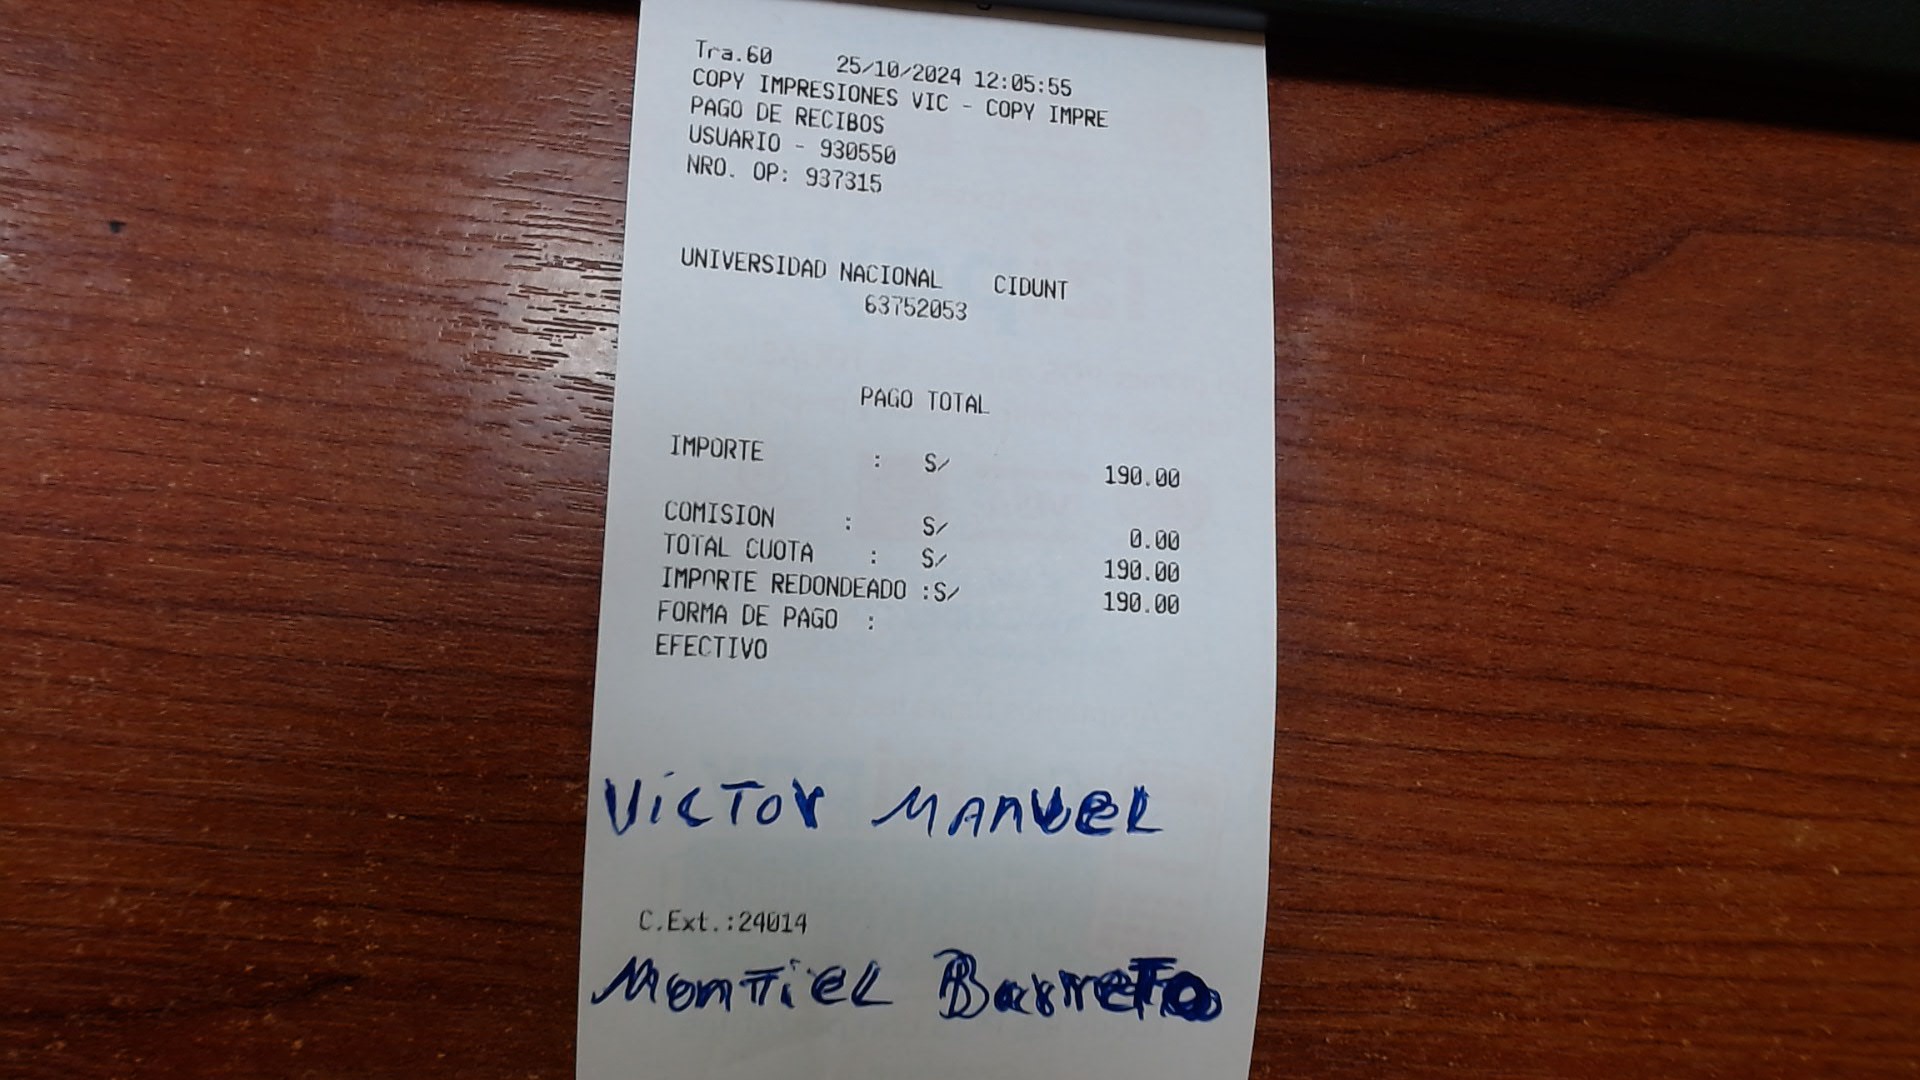 Tra.60 25/10/2024 12:05:55
COPY IMPRESIONES VIC - COPY IMPRE
PAGO DE RECIBOS
USUARIO - 930550
NRO. OP: 937315
UNIVERSIDAD NACIONAL CIDUNT
63752053
PAGO TOTAL
IMPORTE : S/ 190.00
COMISION : S/ 0.00
TOTAL CUOTA : S/ 190.00
IMPORTE REDONDEADO :S/ 190.00
FORMA DE PAGO :
EFECTIVO
VICTOR MANUEL
C.Ext.:24014
MonTiEL BarreTo